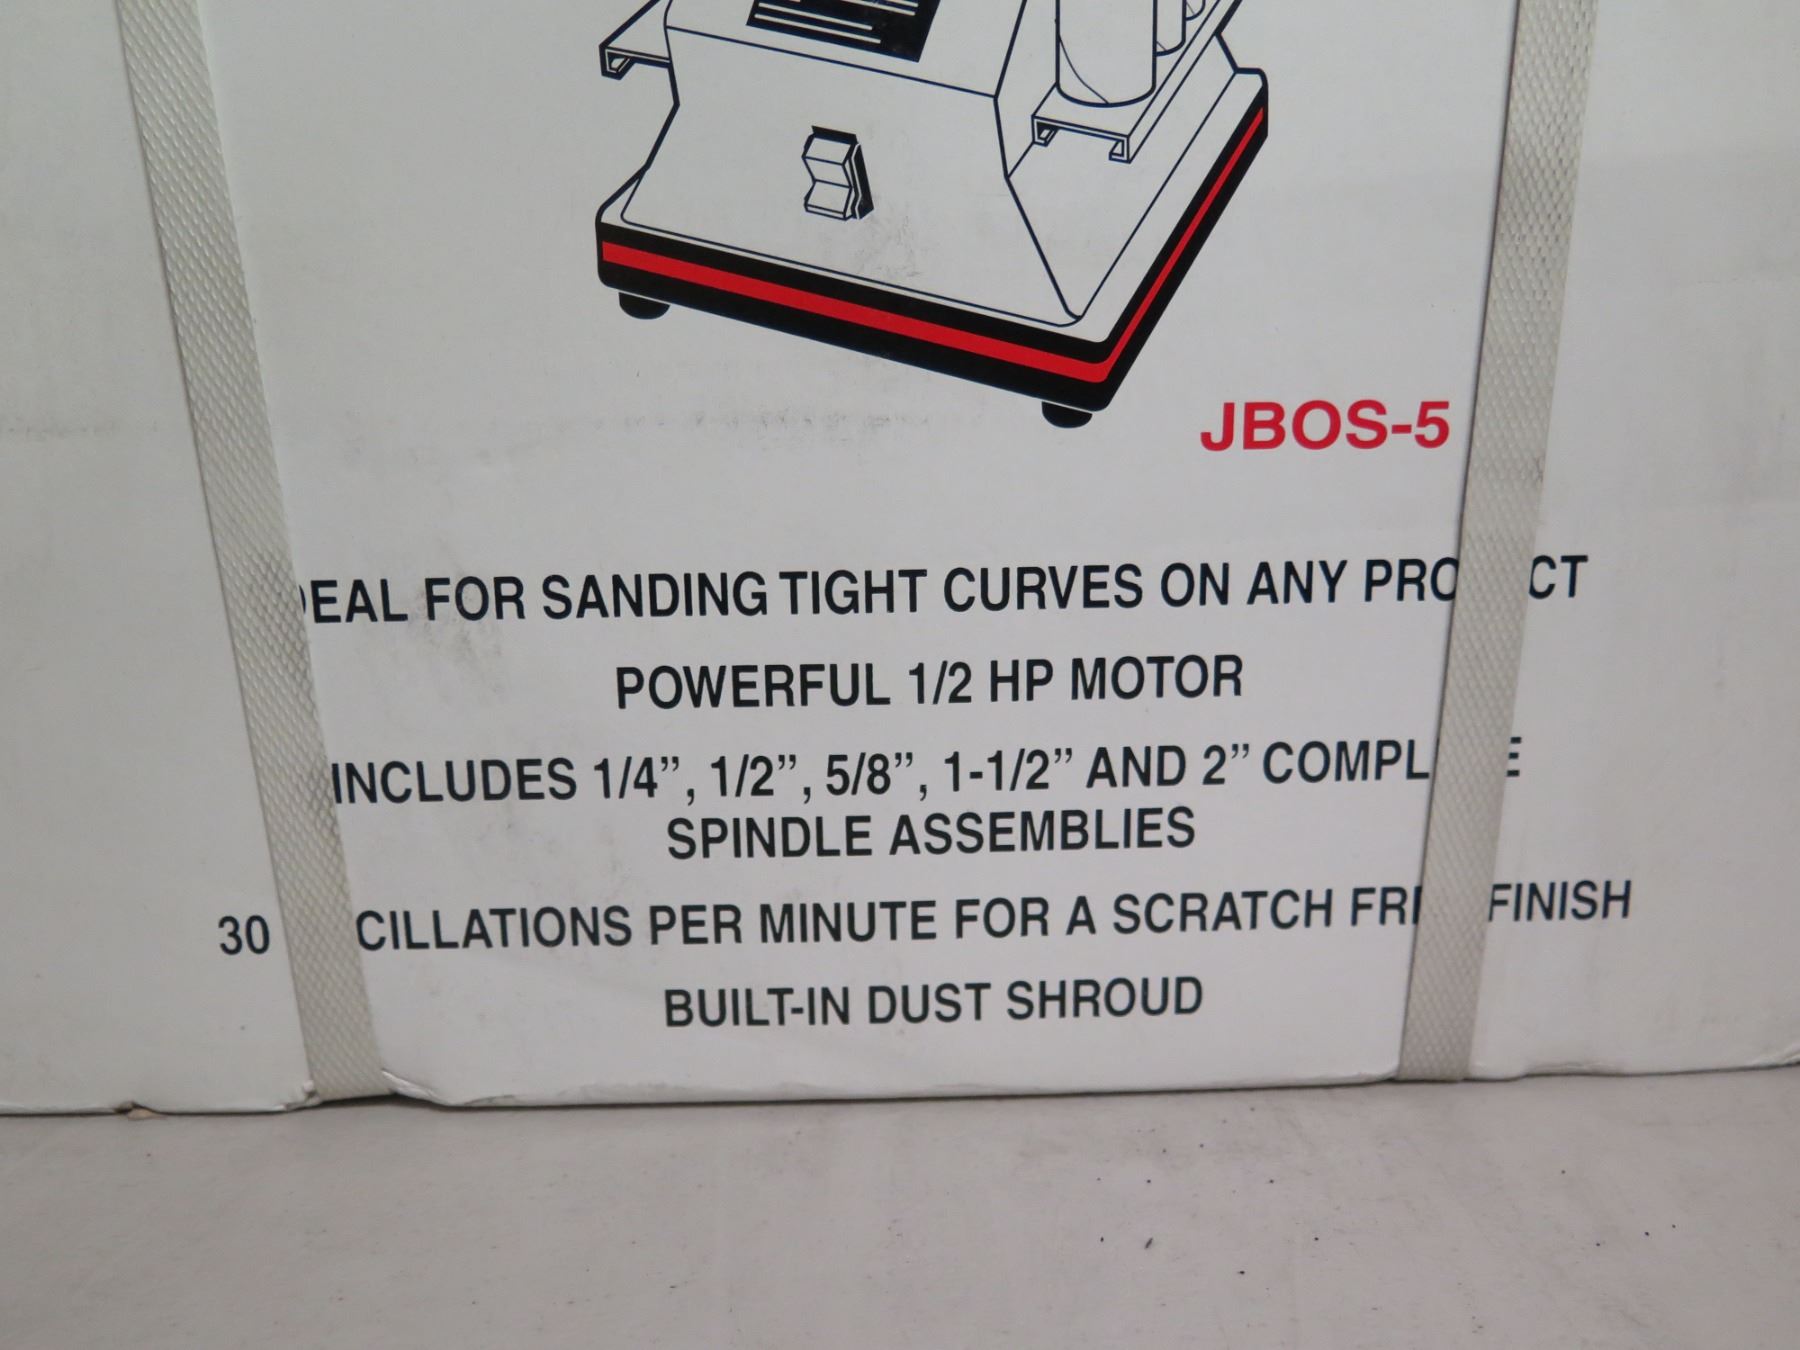 JBOS-5
DEAL FOR SANDING TIGHT CURVES ON ANY PRO CT
POWERFUL 1/2 HP MOTOR
INCLUDES 1/4”, 1/2”, 5/8”, 1-1/2” AND 2” COMPL E
SPINDLE ASSEMBLIES
30 CILLATIONS PER MINUTE FOR A SCRATCH FR FINISH
BUILT-IN DUST SHROUD